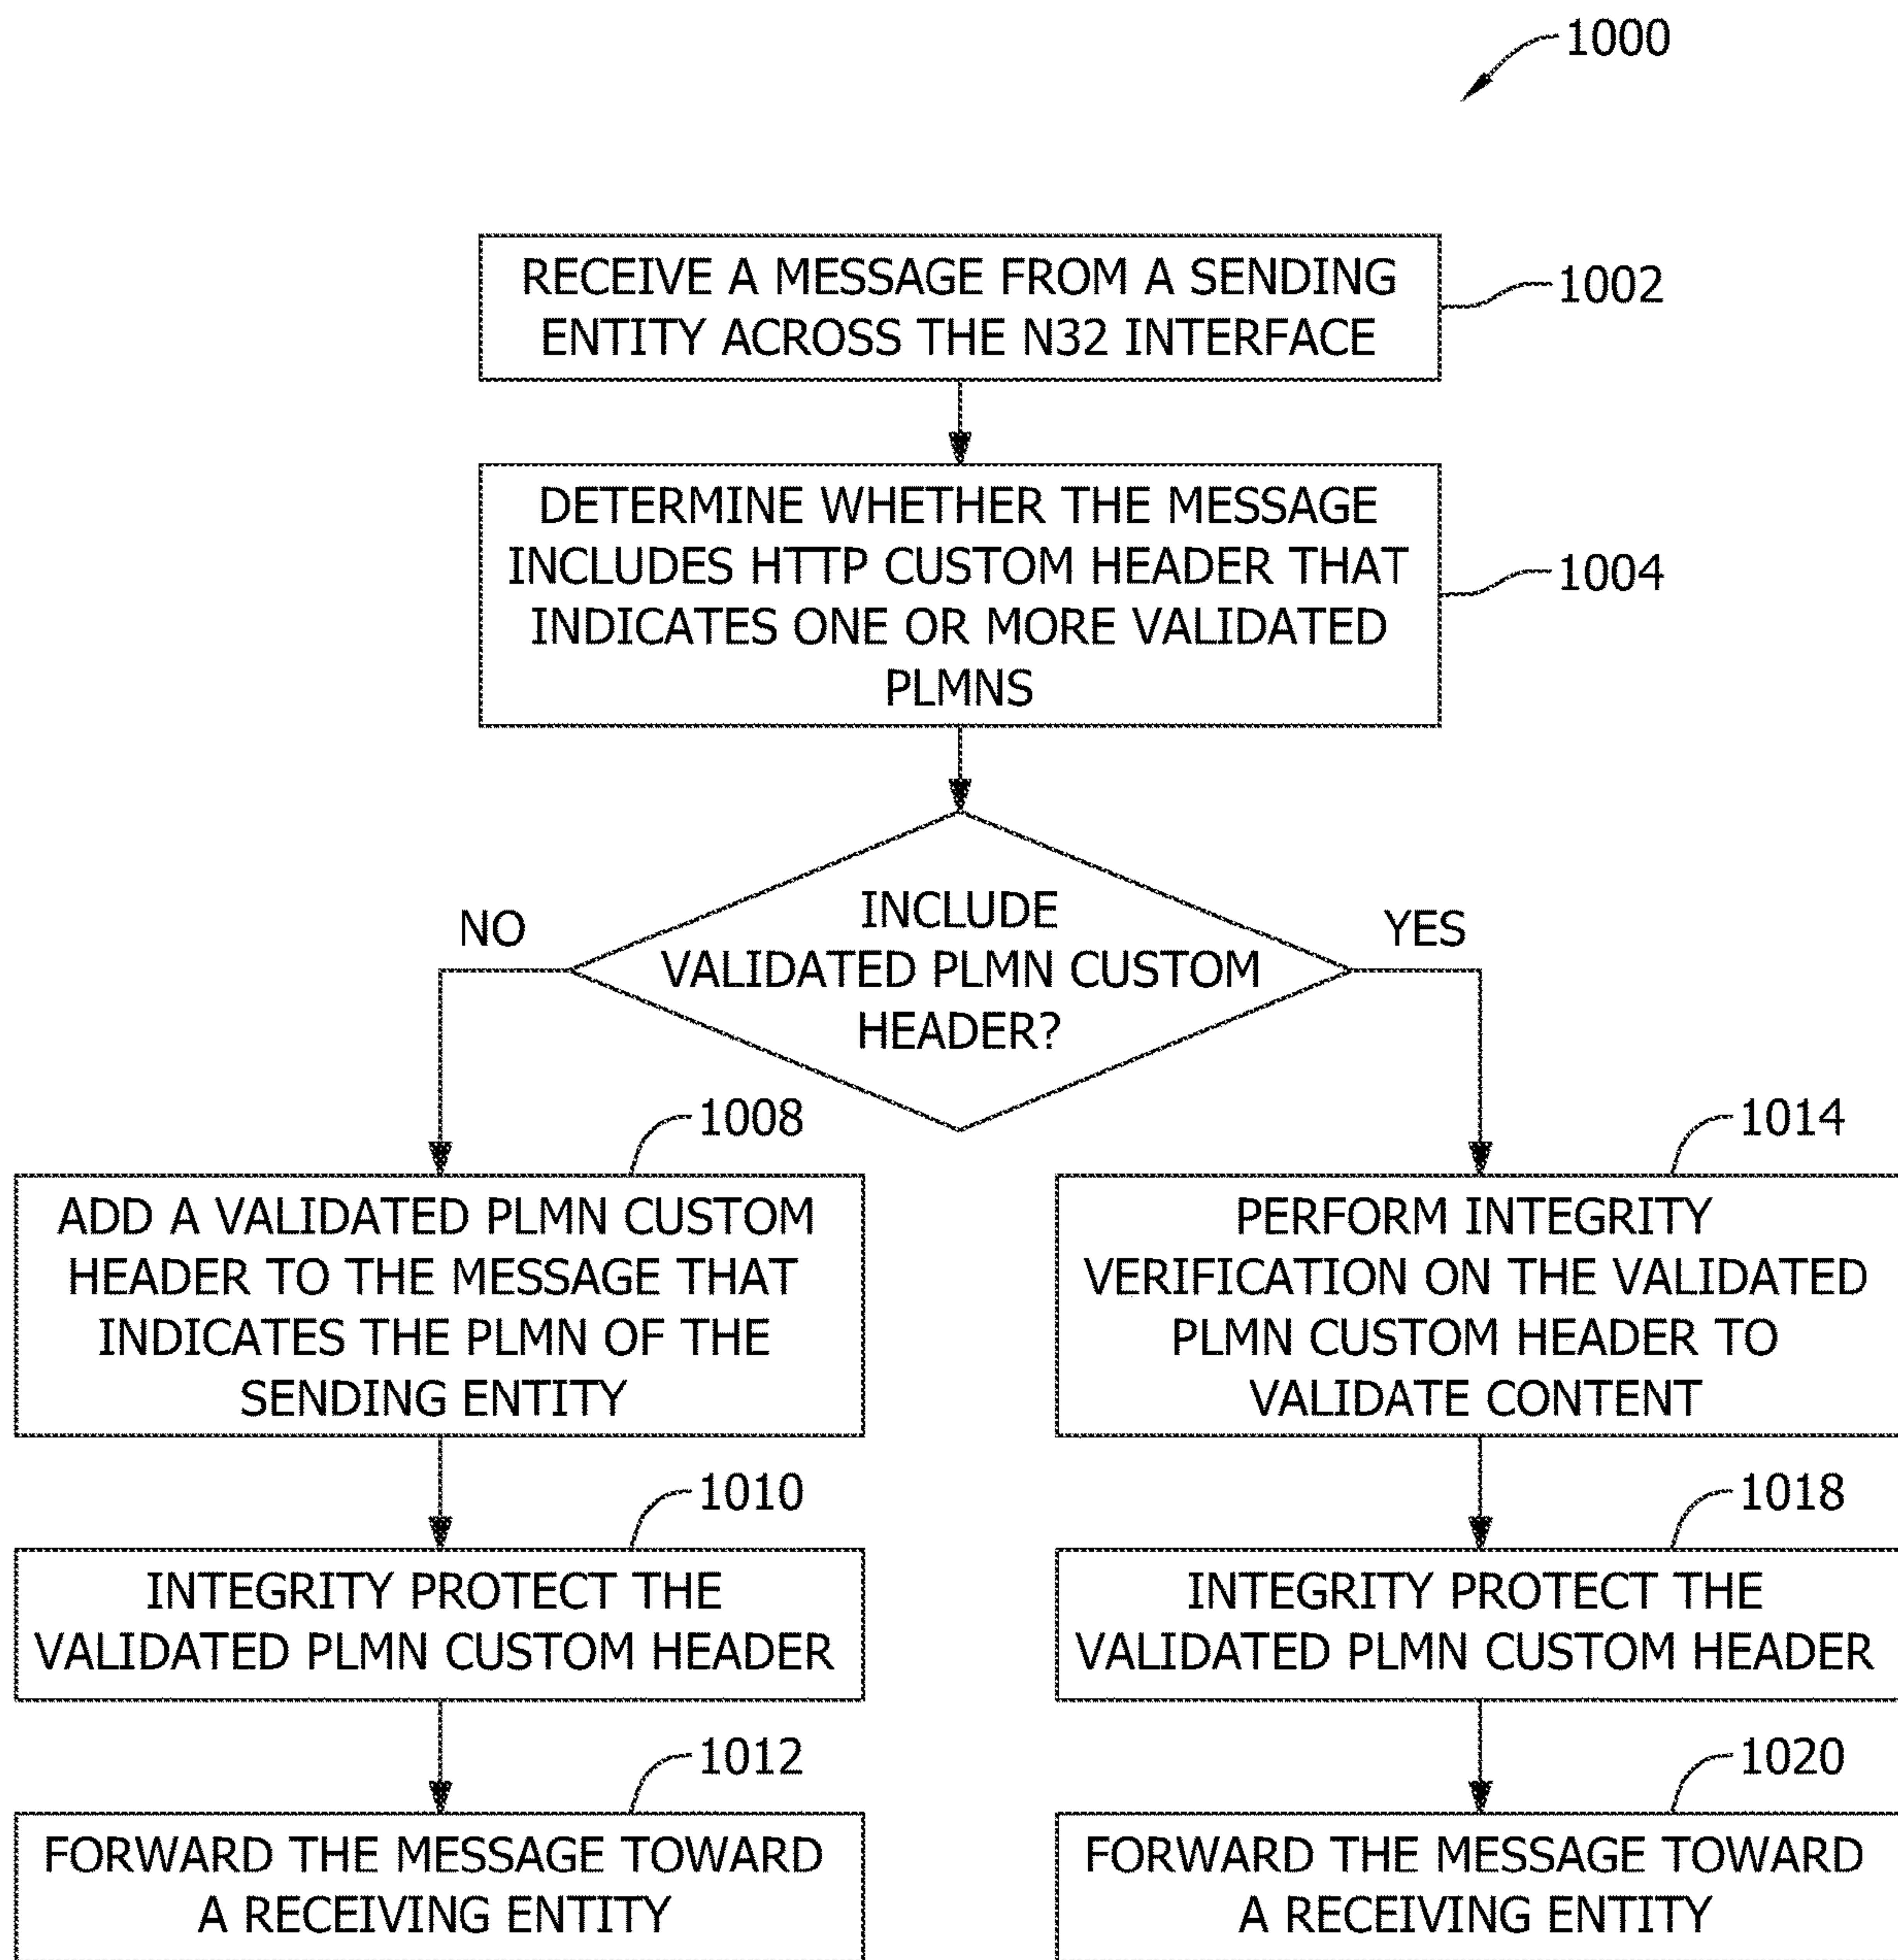 1000
RECEIVE A MESSAGE FROM A SENDING
ENTITY ACROSS THE N32 INTERFACE
1002
DETERMINE WHETHER THE MESSAGE
INCLUDES HTTP CUSTOM HEADER THAT
INDICATES ONE OR MORE VALIDATED
PLMNS
1004
INCLUDE
VALIDATED PLMN CUSTOM
HEADER?
NO
YES
1008
ADD A VALIDATED PLMN CUSTOM
HEADER TO THE MESSAGE THAT
INDICATES THE PLMN OF THE
SENDING ENTITY
1010
INTEGRITY PROTECT THE
VALIDATED PLMN CUSTOM HEADER
1012
FORWARD THE MESSAGE TOWARD
A RECEIVING ENTITY
1014
PERFORM INTEGRITY
VERIFICATION ON THE VALIDATED
PLMN CUSTOM HEADER TO
VALIDATE CONTENT
1018
INTEGRITY PROTECT THE
VALIDATED PLMN CUSTOM HEADER
1020
FORWARD THE MESSAGE TOWARD
A RECEIVING ENTITY